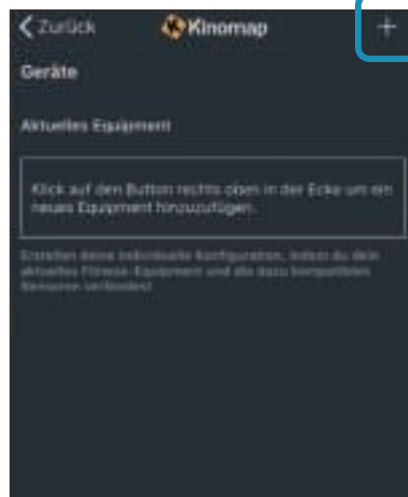 Zurück
Kinomap
+
Geräte
Aktuelles Equipment
Klick auf den Button rechts oben in der Ecke um ein
neues Equipment hinzuzufügen.
Erstellen deine individuelle Konfiguration, indem du dein
aktuelles Fitness-Equipment und die dazu kompatiblen
Sensoren verbindest